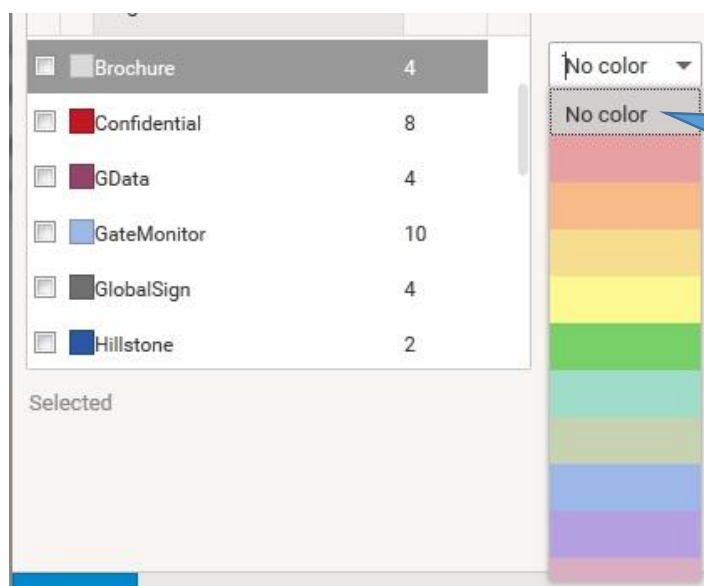 Brochure 4
Confidential 8
GData 4
GateMonitor 10
GlobalSign 4
Hillstone 2
Selected
No color
No color